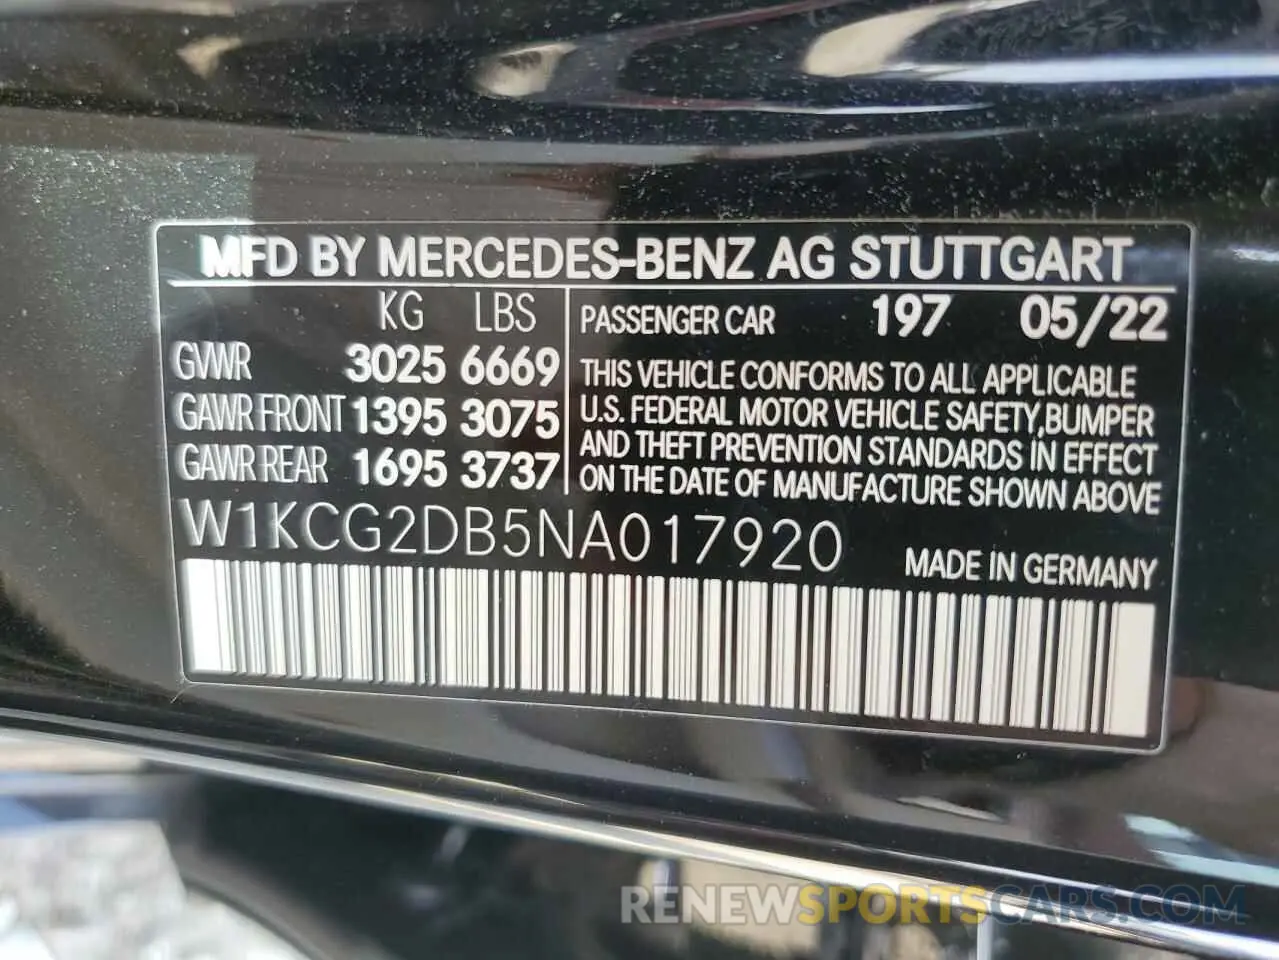 MFD BY MERCEDES-BENZ AG STUTTGART
KG LBS
GVWR 3025 6669
GAWR FRONT 1395 3075
GAWR REAR 1695 3737
PASSENGER CAR 197 05/22
THIS VEHICLE CONFORMS TO ALL APPLICABLE
U.S. FEDERAL MOTOR VEHICLE SAFETY, BUMPER
AND THEFT PREVENTION STANDARDS IN EFFECT
ON THE DATE OF MANUFACTURE SHOWN ABOVE
W1KCG2DB5NA017920
MADE IN GERMANY
RENEWSPORTSCARS.COM